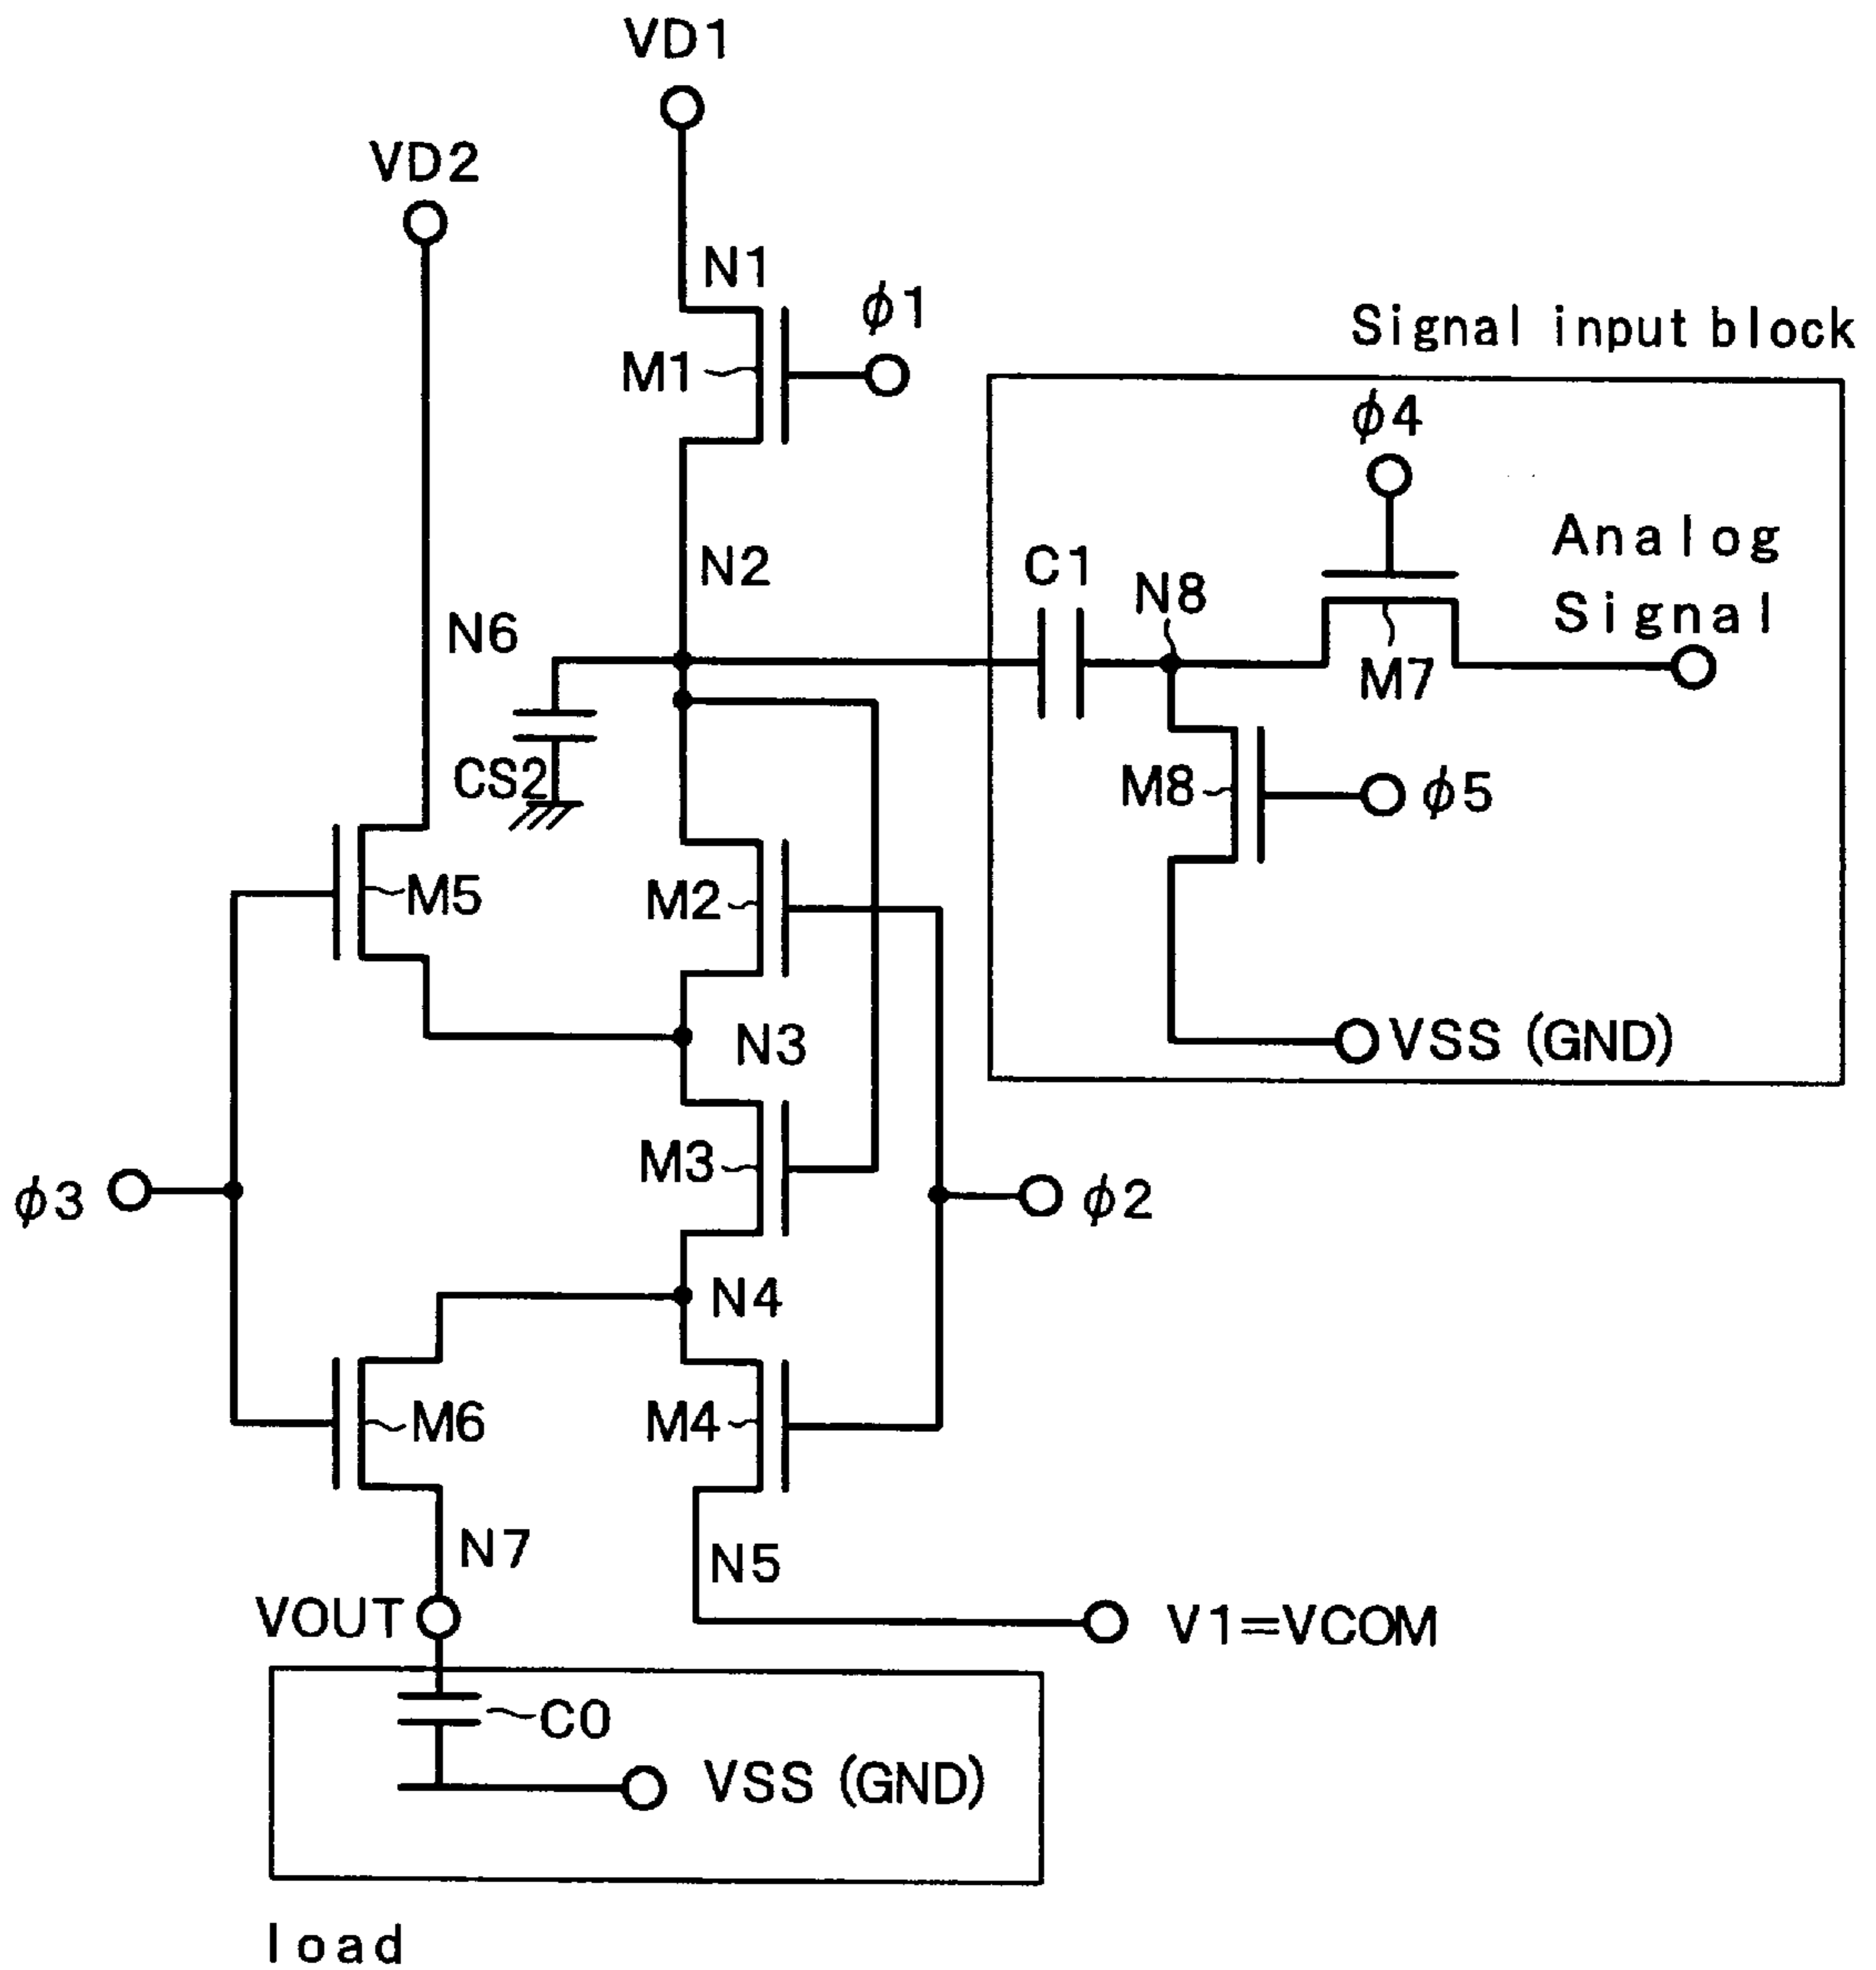 VD1
VD2
N1
ϕ1
M1
Signal input block
ϕ4
Analog
Signal
N2
C1
N8
M7
N6
CS2
M8
ϕ5
M5
M2
N3
VSS (GND)
M3
ϕ3
ϕ2
N4
M6
M4
N7
N5
VOUT
V1=VCOM
C0
VSS (GND)
load